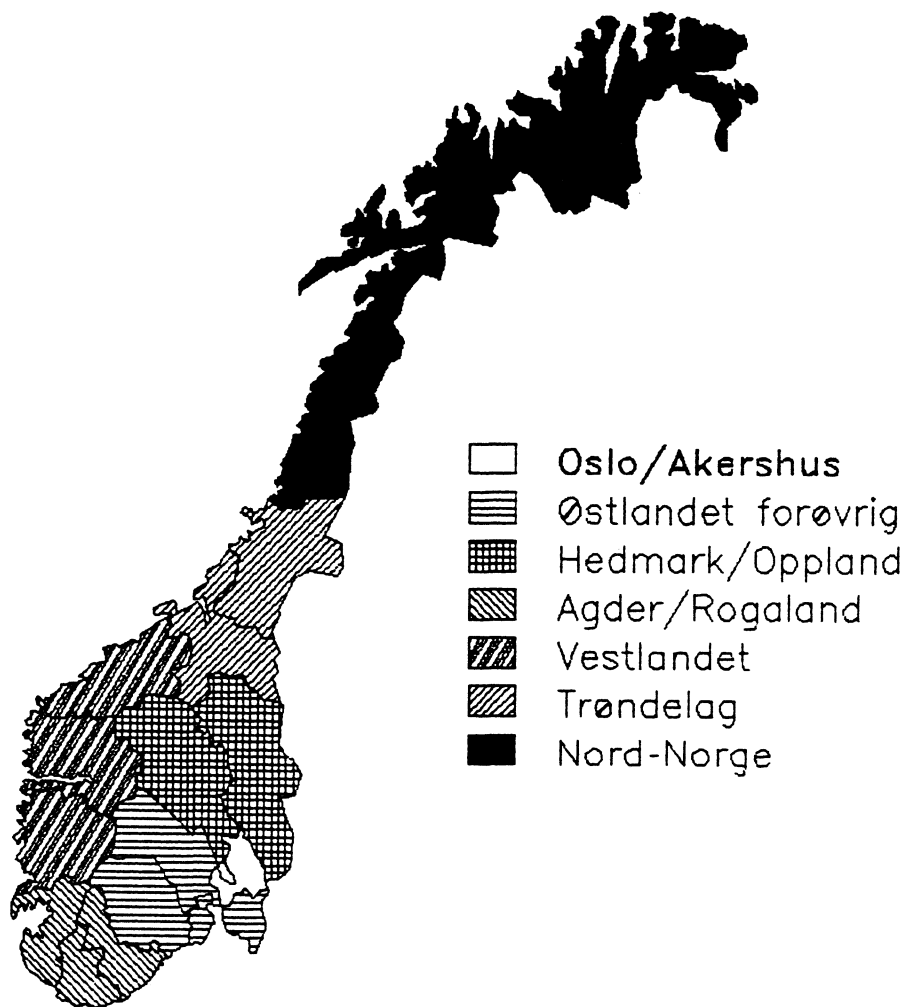 Oslo/Akershus
Østlandet forøvrig
Hedmark/Oppland
Agder/Rogaland
Vestlandet
Trøndelag
Nord-Norge